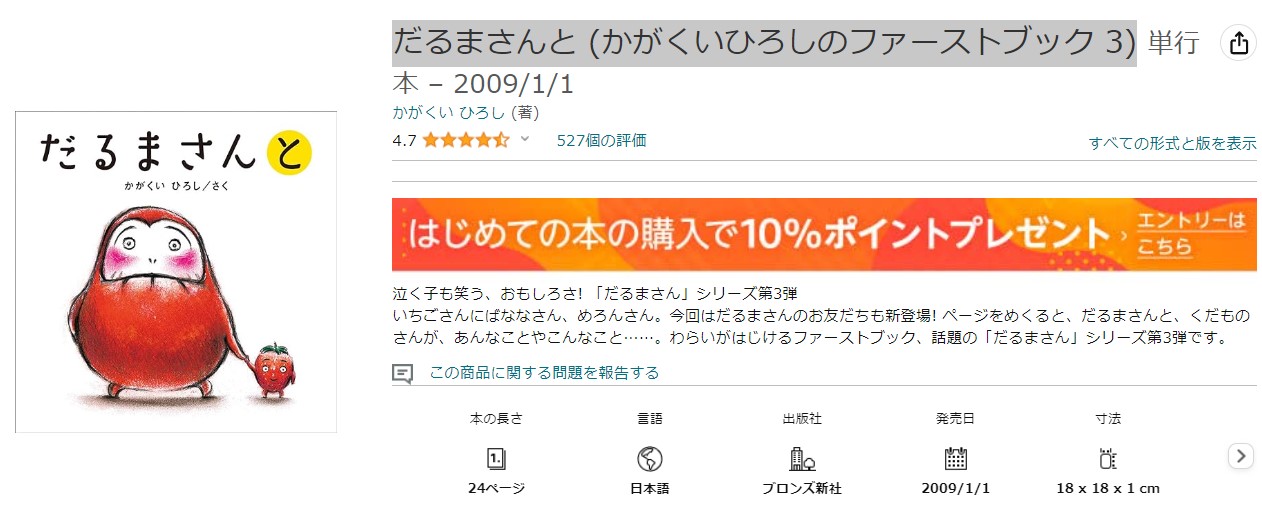 だるまさんと
かがくい ひろし/さく
だるまさんと (かがくいひろしのファーストブック 3) 単行
本 – 2009/1/1
かがくい ひろし (著)
4.7 527個の評価
すべての形式と版を表示
はじめての本の購入で10%ポイントプレゼント › エントリーは
こちら
泣く子も笑う、おもしろさ! 「だるまさん」シリーズ第3弾
いちごさんにばななさん、めろんさん。今回はだるまさんのお友だちも新登場! ページをめくると、だるまさんと、くだもの
さんが、あんなことやこんなこと……。わらいがはじけるファーストブック、話題の「だるまさん」シリーズ第3弾です。
この商品に関する問題を報告する
本の長さ 言語 出版社 発売日 寸法
1.
24ページ 日本語 ブロンズ新社 2009/1/1 18 x 18 x 1 cm